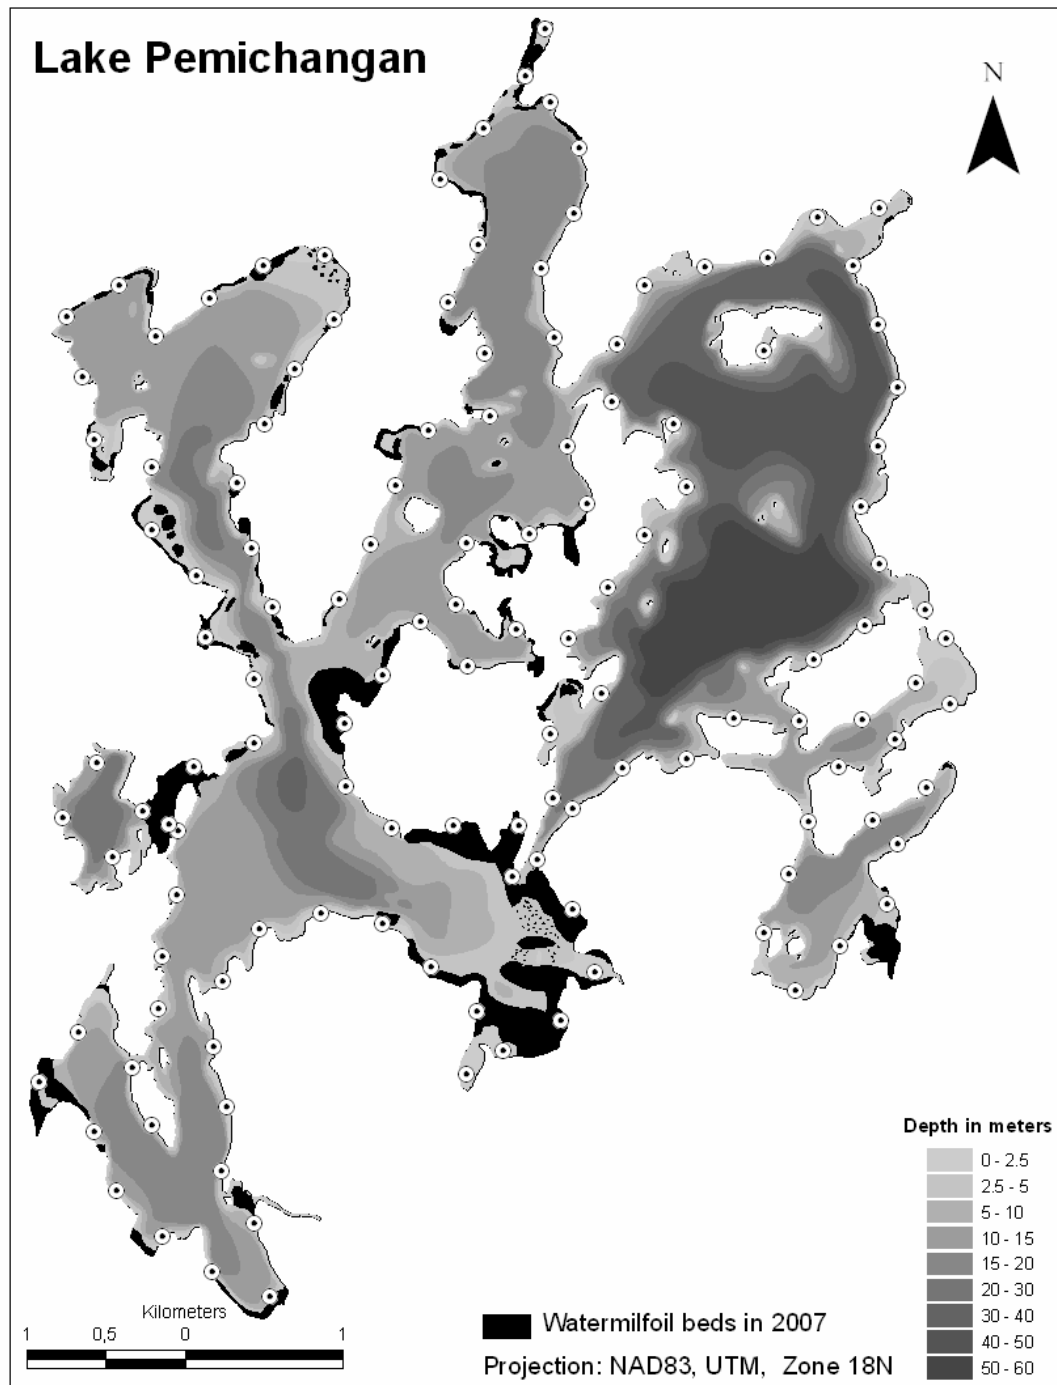 Lake Pemichangan
N
Depth in meters
0 - 2.5
2.5 - 5
5 - 10
10 - 15
15 - 20
20 - 30
30 - 40
40 - 50
50 - 60
Kilometers
1 0,5 0 1
Watermilfoil beds in 2007
Projection: NAD83, UTM, Zone 18N